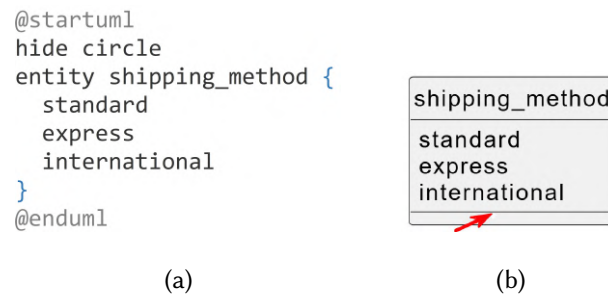 @startuml
hide circle
entity shipping_method {
standard
express
international
}
@enduml
(a)
shipping_method
standard
express
international
(b)